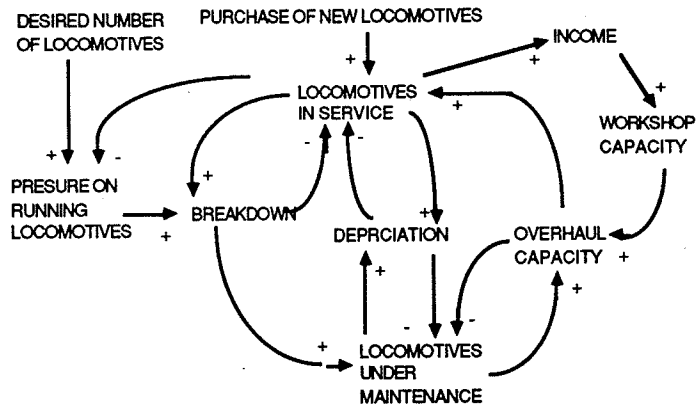 DESIRED NUMBER
OF LOCOMOTIVES
PURCHASE OF NEW LOCOMOTIVES
INCOME
+
+
+
LOCOMOTIVES
IN SERVICE
+
WORKSHOP
CAPACITY
+
-
-
-
PRESURE ON
RUNNING
LOCOMOTIVES
+
+
BREAKDOWN
+
DEPRCIATION
OVERHAUL
CAPACITY
+
+
+
-
-
+
LOCOMOTIVES
UNDER
MAINTENANCE